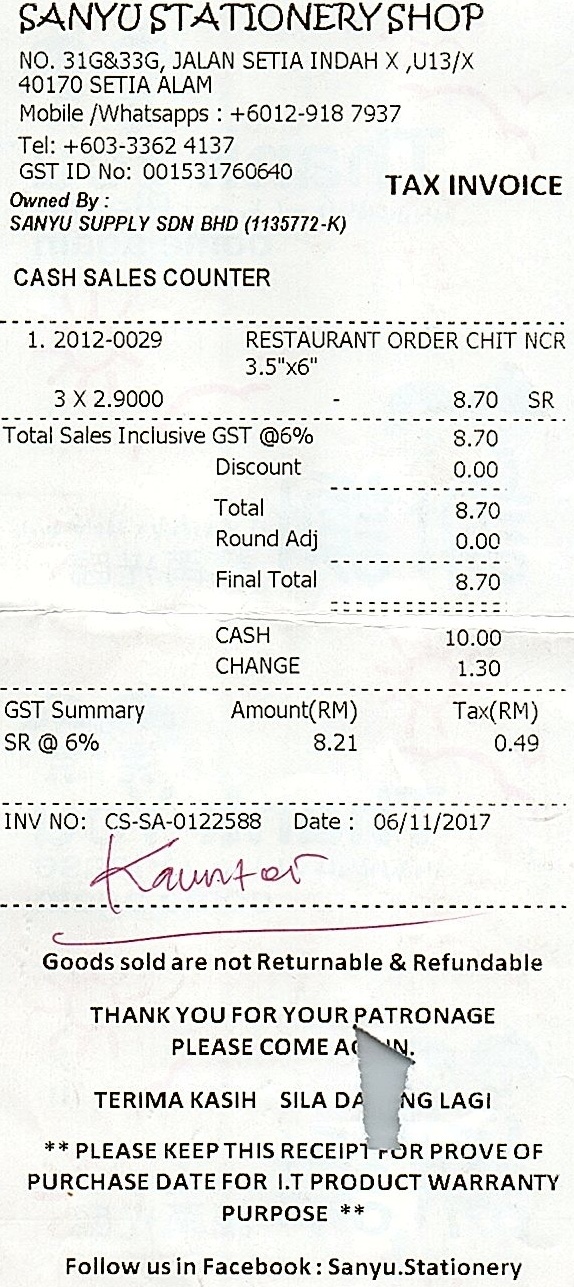 SANYU STATIONERY SHOP
NO. 31G&33G, JALAN SETIA INDAH X ,U13/X
40170 SETIA ALAM
Mobile /Whatsapps : +6012-918 7937
Tel: +603-3362 4137
GST ID No: 001531760640
TAX INVOICE
Owned By :
SANYU SUPPLY SDN BHD (1135772-K)
CASH SALES COUNTER
1. 2012-0029 RESTAURANT ORDER CHIT NCR
3.5"x6"
3 X 2.9000 - 8.70 SR
Total Sales Inclusive GST @6% 8.70
Discount 0.00
Total 8.70
Round Adj 0.00
Final Total 8.70
CASH 10.00
CHANGE 1.30
GST Summary Amount(RM) Tax(RM)
SR @ 6% 8.21 0.49
INV NO: CS-SA-0122588 Date : 06/11/2017
Goods sold are not Returnable & Refundable
THANK YOU FOR YOUR PATRONAGE
PLEASE COME AGAIN.
TERIMA KASIH SILA DATANG LAGI
** PLEASE KEEP THIS RECEIPT FOR PROVE OF
PURCHASE DATE FOR I.T PRODUCT WARRANTY
PURPOSE **
Follow us in Facebook : Sanyu.Stationery